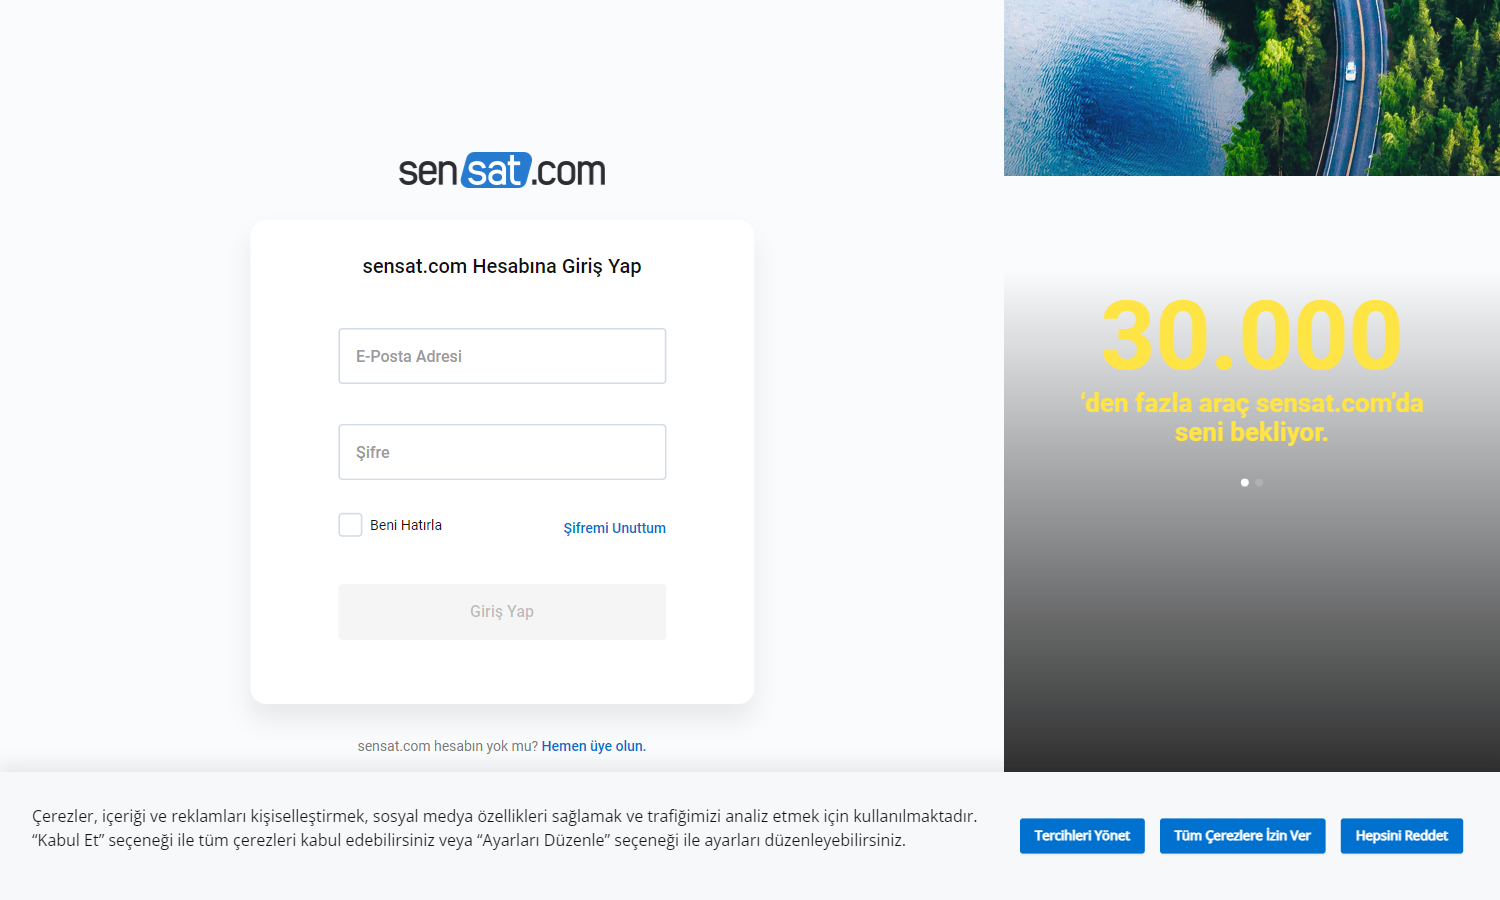 sensat.com
sensat.com Hesabına Giriş Yap
E-Posta Adresi
Şifre
Beni Hatırla
Şifremi Unuttum
Giriş Yap
sensat.com hesabın yok mu? Hemen üye olun.
30.000
‘den fazla araç sensat.com’da
seni bekliyor.
Çerezler, içeriği ve reklamları kişiselleştirmek, sosyal medya özellikleri sağlamak ve trafiğimizi analiz etmek için kullanılmaktadır.
“Kabul Et” seçeneği ile tüm çerezleri kabul edebilirsiniz veya “Ayarları Düzenle” seçeneği ile ayarları düzenleyebilirsiniz.
Tercihleri Yönet
Tüm Çerezlere İzin Ver
Hepsini Reddet